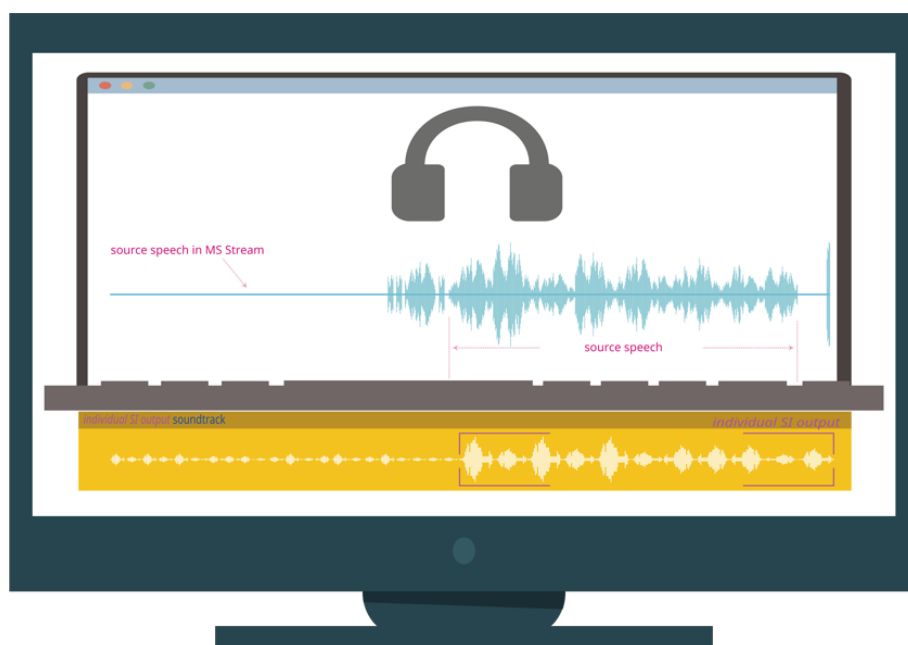 source speech in MS Stream
source speech
individual SI output soundtrack
individual SI output